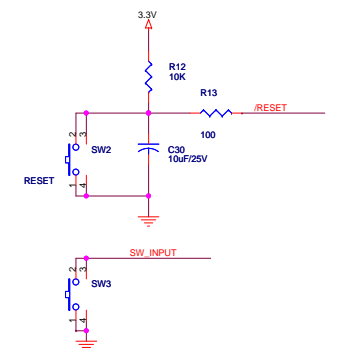 3.3V
R12
10K
R13
/RESET
100
2
3
SW2
C30
10uF/25V
1
4
RESET
SW_INPUT
2
3
SW3
1
4